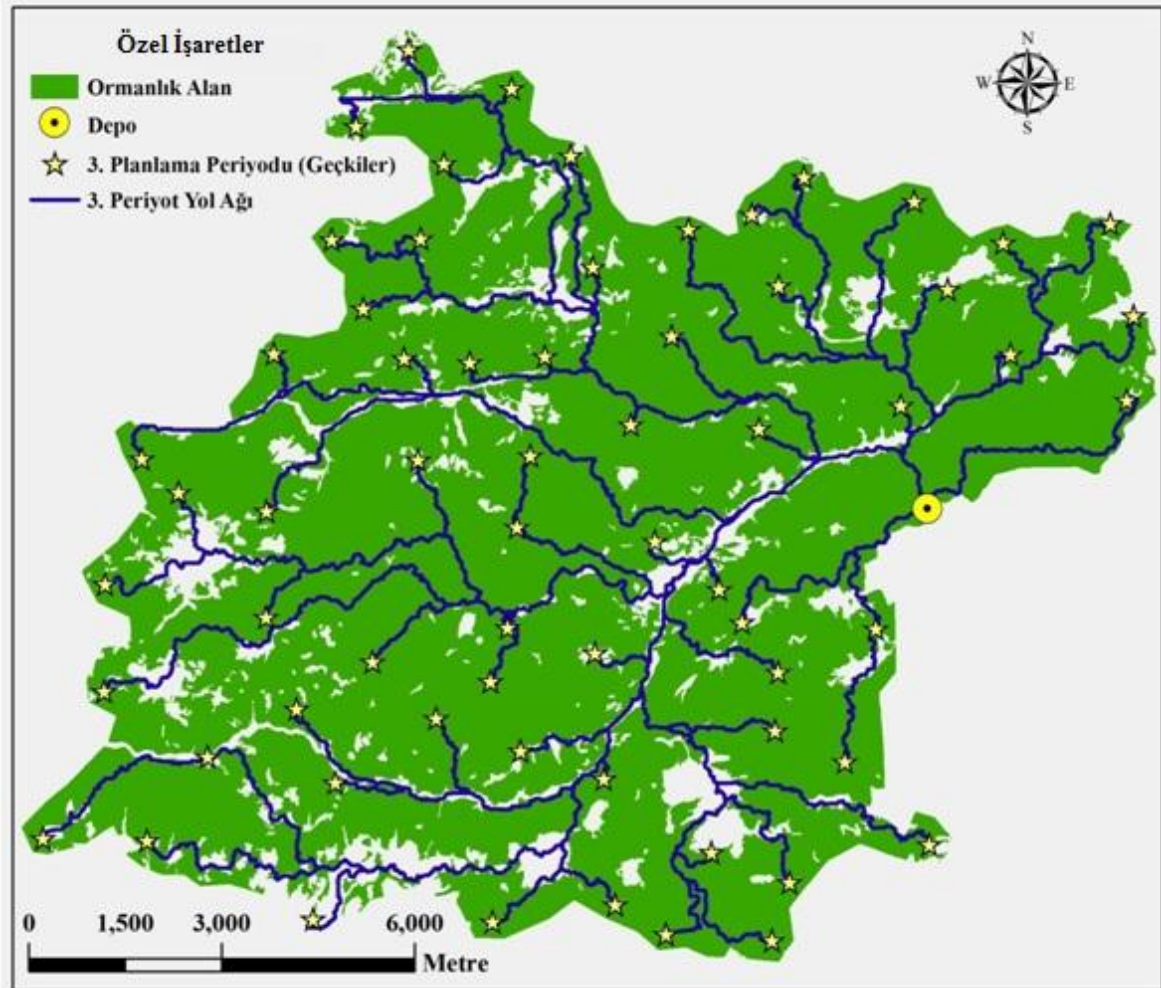 Özel İşaretler
Ormanlık Alan
Depo
3. Planlama Periyodu (Geçkiler)
3. Periyot Yol Ağı
N
W E
S
0 1,500 3,000 6,000
Metre